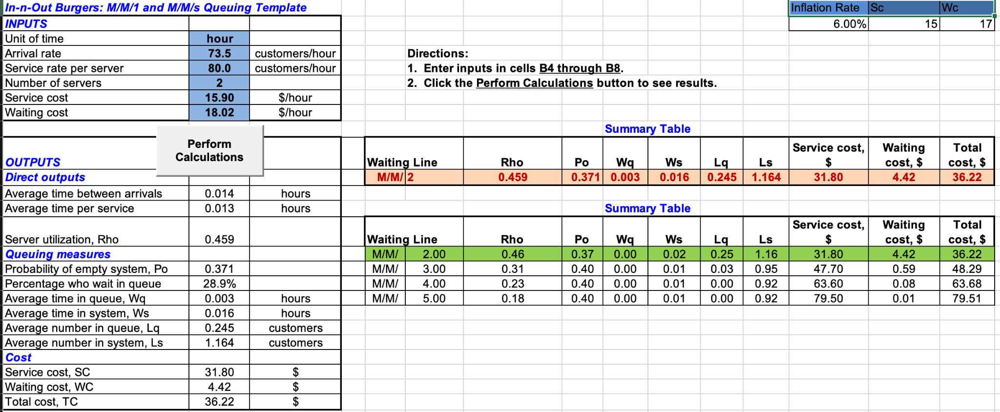 In-n-Out Burgers: M/M/1 and M/M/s Queuing Template
Inflation Rate Sc Wc
INPUTS
6.00% 15 17
Unit of time hour
Arrival rate 73.5 customers/hour
Service rate per server 80.0 customers/hour
Number of servers 2
Service cost 15.90 $/hour
Waiting cost 18.02 $/hour
Directions:
1. Enter inputs in cells B4 through B8.
2. Click the Perform Calculations button to see results.
Perform
Calculations
OUTPUTS
Direct outputs
Average time between arrivals 0.014 hours
Average time per service 0.013 hours
Server utilization, Rho 0.459
Queuing measures
Probability of empty system, Po 0.371
Percentage who wait in queue 28.9%
Average time in queue, Wq 0.003 hours
Average time in system, Ws 0.016 hours
Average number in queue, Lq 0.245 customers
Average number in system, Ls 1.164 customers
Cost
Service cost, SC 31.80 $
Waiting cost, WC 4.42 $
Total cost, TC 36.22 $
Summary Table
Waiting Line Rho Po Wq Ws Lq Ls Service cost, $ Waiting cost, $ Total cost, $
M/M/ 2 0.459 0.371 0.003 0.016 0.245 1.164 31.80 4.42 36.22
Summary Table
Waiting Line Rho Po Wq Ws Lq Ls Service cost, $ Waiting cost, $ Total cost, $
M/M/ 2.00 0.46 0.37 0.00 0.02 0.25 1.16 31.80 4.42 36.22
M/M/ 3.00 0.31 0.40 0.00 0.01 0.03 0.95 47.70 0.59 48.29
M/M/ 4.00 0.23 0.40 0.00 0.01 0.00 0.92 63.60 0.08 63.68
M/M/ 5.00 0.18 0.40 0.00 0.01 0.00 0.92 79.50 0.01 79.51